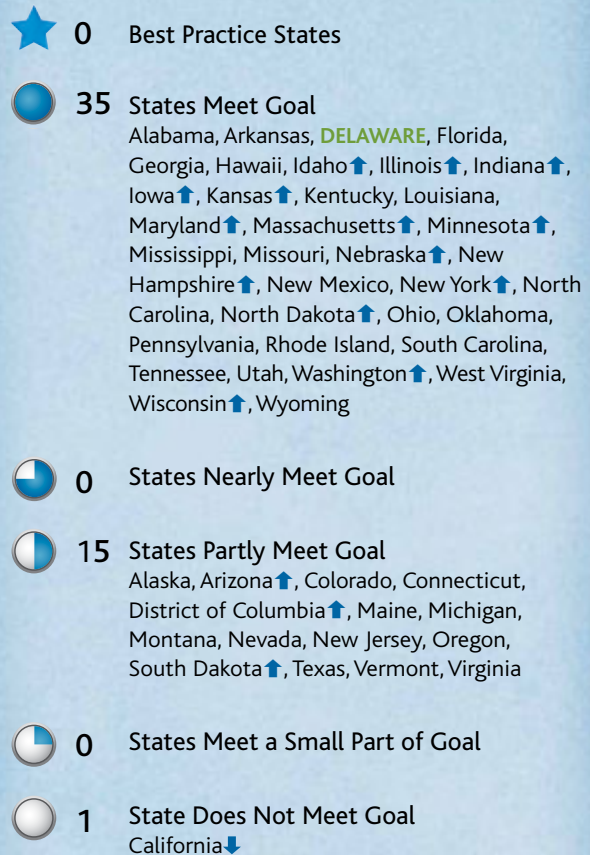 0 Best Practice States
35 States Meet Goal
Alabama, Arkansas, DELAWARE, Florida,
Georgia, Hawaii, Idaho⬆, Illinois⬆, Indiana⬆,
Iowa⬆, Kansas⬆, Kentucky, Louisiana,
Maryland⬆, Massachusetts⬆, Minnesota⬆,
Mississippi, Missouri, Nebraska⬆, New
Hampshire⬆, New Mexico, New York⬆, North
Carolina, North Dakota⬆, Ohio, Oklahoma,
Pennsylvania, Rhode Island, South Carolina,
Tennessee, Utah, Washington⬆, West Virginia,
Wisconsin⬆, Wyoming
0 States Nearly Meet Goal
15 States Partly Meet Goal
Alaska, Arizona⬆, Colorado, Connecticut,
District of Columbia⬆, Maine, Michigan,
Montana, Nevada, New Jersey, Oregon,
South Dakota⬆, Texas, Vermont, Virginia
0 States Meet a Small Part of Goal
1 State Does Not Meet Goal
California⬇